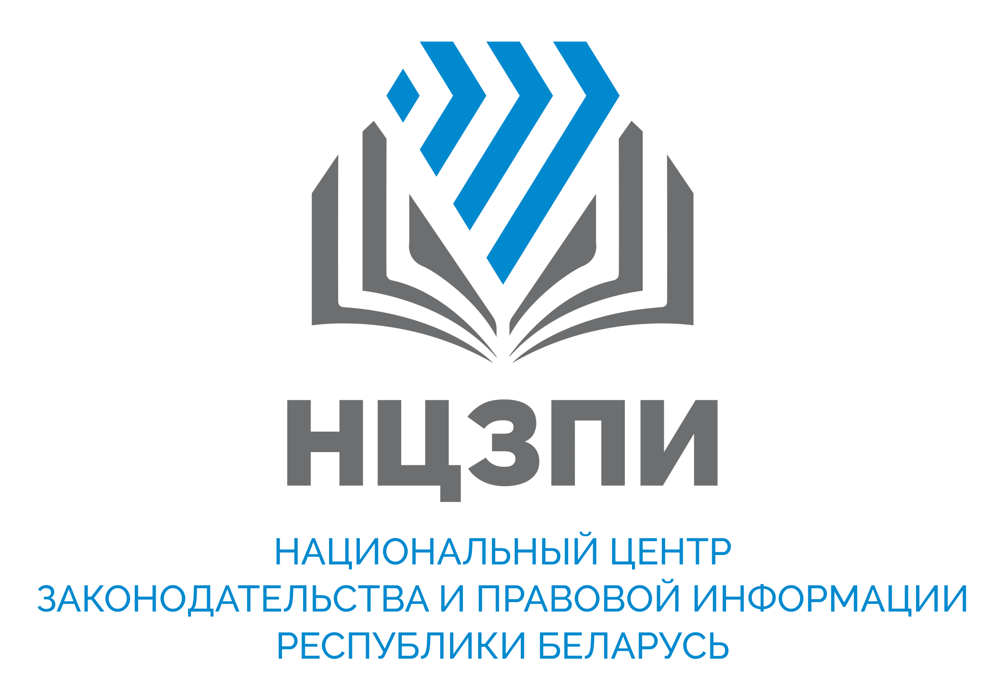 НЦЗПИ
НАЦИОНАЛЬНЫЙ ЦЕНТР
ЗАКОНОДАТЕЛЬСТВА И ПРАВОВОЙ ИНФОРМАЦИИ
РЕСПУБЛИКИ БЕЛАРУСЬ